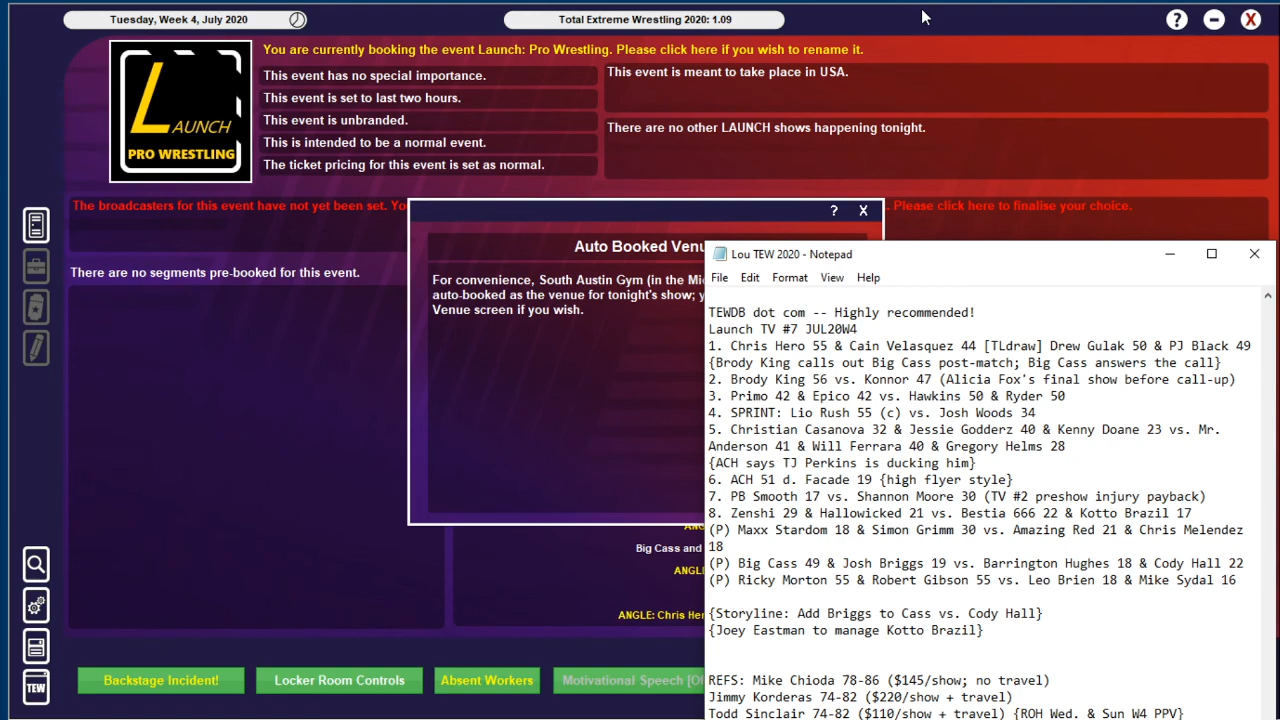 Tuesday, Week 4, July 2020
Total Extreme Wrestling 2020: 1.09
?
X
LAUNCH
PRO WRESTLING
You are currently booking the event Launch: Pro Wrestling. Please click here if you wish to rename it.
This event has no special importance.
This event is set to last two hours.
This event is unbranded.
This is intended to be a normal event.
The ticket pricing for this event is set as normal.
This event is meant to take place in USA.
There are no other LAUNCH shows happening tonight.
The broadcasters for this event have not yet been set. Yo
. Please click here to finalise your choice.
There are no segments pre-booked for this event.
? X
Auto Booked Venu
For convenience, South Austin Gym (in the Mi
auto-booked as the venue for tonight's show; y
Venue screen if you wish.
Big Cass and
ANGL
ANGLE: Chris Her
Backstage Incident!
Locker Room Controls
Absent Workers
Motivational Speech [O
TEW
Lou TEW 2020 - Notepad
File Edit Format View Help
TEWDB dot com -- Highly recommended!
Launch TV #7 JUL20W4
1. Chris Hero 55 & Cain Velasquez 44 [TLdraw] Drew Gulak 50 & PJ Black 49
{Brody King calls out Big Cass post-match; Big Cass answers the call}
2. Brody King 56 vs. Konnor 47 (Alicia Fox's final show before call-up)
3. Primo 42 & Epico 42 vs. Hawkins 50 & Ryder 50
4. SPRINT: Lio Rush 55 (c) vs. Josh Woods 34
5. Christian Casanova 32 & Jessie Godderz 40 & Kenny Doane 23 vs. Mr.
Anderson 41 & Will Ferrara 40 & Gregory Helms 28
{ACH says TJ Perkins is ducking him}
6. ACH 51 d. Facade 19 {high flyer style}
7. PB Smooth 17 vs. Shannon Moore 30 (TV #2 preshow injury payback)
8. Zenshi 29 & Hallowicked 21 vs. Bestia 666 22 & Kotto Brazil 17
(P) Maxx Stardom 18 & Simon Grimm 30 vs. Amazing Red 21 & Chris Melendez
18
(P) Big Cass 49 & Josh Briggs 19 vs. Barrington Hughes 18 & Cody Hall 22
(P) Ricky Morton 55 & Robert Gibson 55 vs. Leo Brien 18 & Mike Sydal 16
{Storyline: Add Briggs to Cass vs. Cody Hall}
{Joey Eastman to manage Kotto Brazil}
REFS: Mike Chioda 78-86 ($145/show; no travel)
Jimmy Korderas 74-82 ($220/show + travel)
Todd Sinclair 74-82 ($110/show + travel) {ROH Wed. & Sun W4 PPV}